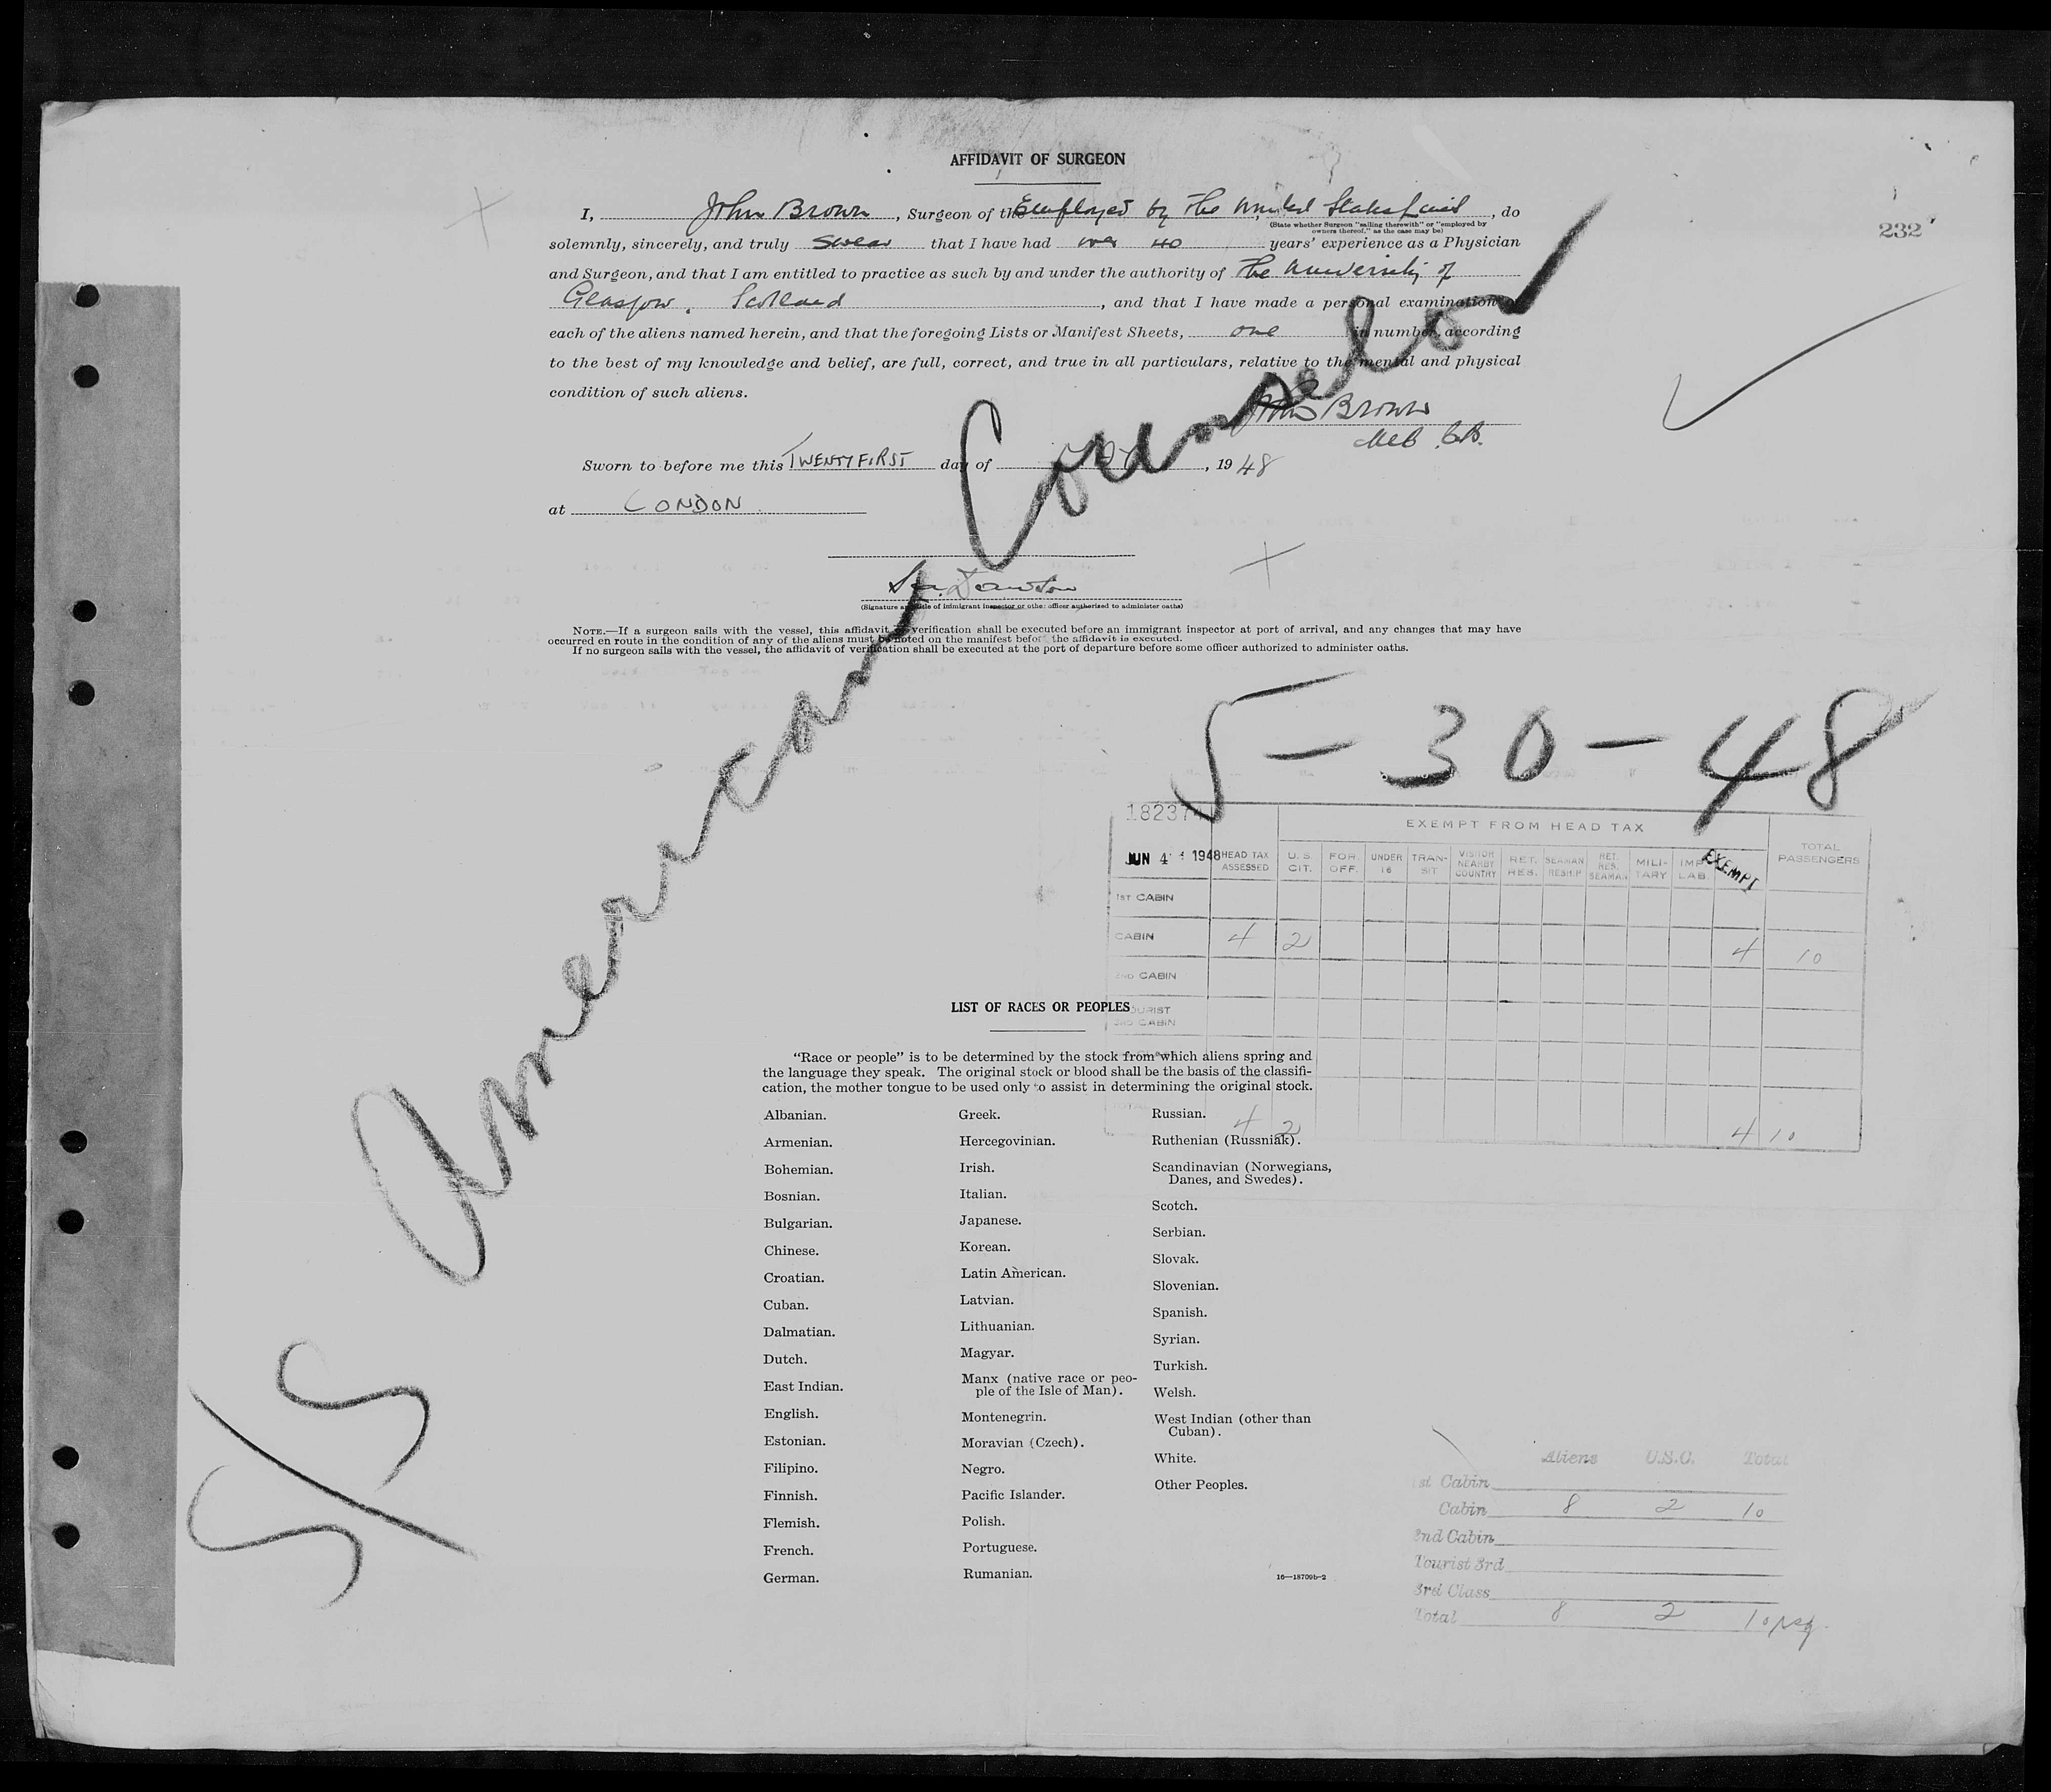 AFFIDAVIT OF SURGEON
232
I, John Brown, Surgeon of the Employed by the United States Lines, do
(State whether Surgeon "sailing therewith" or "employed by
owners thereof," as the case may be)
solemnly, sincerely, and truly swear that I have had over 40 years' experience as a Physician
and Surgeon, and that I am entitled to practice as such by and under the authority of The University of
Glasgow, Scotland, and that I have made a personal examination of
each of the aliens named herein, and that the foregoing Lists or Manifest Sheets, one in number, according
to the best of my knowledge and belief, are full, correct, and true in all particulars, relative to the mental and physical
condition of such aliens.
John Brown
Sworn to before me this TWENTYFIRST day of MAY, 1948
at LONDON
(Signature and title of immigrant inspector or other officer authorized to administer oaths)
NOTE.—If a surgeon sails with the vessel, this affidavit of verification shall be executed before an immigrant inspector at port of arrival, and any changes that may have
occurred en route in the condition of any of the aliens must be noted on the manifest before the affidavit is executed.
If no surgeon sails with the vessel, the affidavit of verification shall be executed at the port of departure before some officer authorized to administer oaths.
S/S American Counselor
5-30-48
JUN 4 1948
EXEMPT FROM HEAD TAX
HEAD TAX ASSESSED U.S. CIT. FOR. OFF. UNDER 16 TRANSIT VISITOR NEARBY COUNTRY RET. RES. SEAMAN RESHIP RET. RES. SEAMAN MILITARY IMP LAB EXEMPT TOTAL PASSENGERS
1ST CABIN
CABIN 4 2 4 10
2ND CABIN
TOURIST
3RD CABIN
TOTAL 4 2 4 10
LIST OF RACES OR PEOPLES
"Race or people" is to be determined by the stock from which aliens spring and
the language they speak. The original stock or blood shall be the basis of the classifi-
cation, the mother tongue to be used only to assist in determining the original stock.
Albanian.
Armenian.
Bohemian.
Bosnian.
Bulgarian.
Chinese.
Croatian.
Cuban.
Dalmatian.
Dutch.
East Indian.
English.
Estonian.
Filipino.
Finnish.
Flemish.
French.
German.
Greek.
Hercegovinian.
Irish.
Italian.
Japanese.
Korean.
Latin American.
Latvian.
Lithuanian.
Magyar.
Manx (native race or peo-
ple of the Isle of Man).
Montenegrin.
Moravian (Czech).
Negro.
Pacific Islander.
Polish.
Portuguese.
Rumanian.
Russian.
Ruthenian (Russniak).
Scandinavian (Norwegians,
Danes, and Swedes).
Scotch.
Serbian.
Slovak.
Slovenian.
Spanish.
Syrian.
Turkish.
Welsh.
West Indian (other than
Cuban).
White.
Other Peoples.
16—18709b-2
Aliens U.S.C. Total
1st Cabin
Cabin 8 2 10
2nd Cabin
Tourist 3rd
3rd Class
Total 8 2 10 psg.